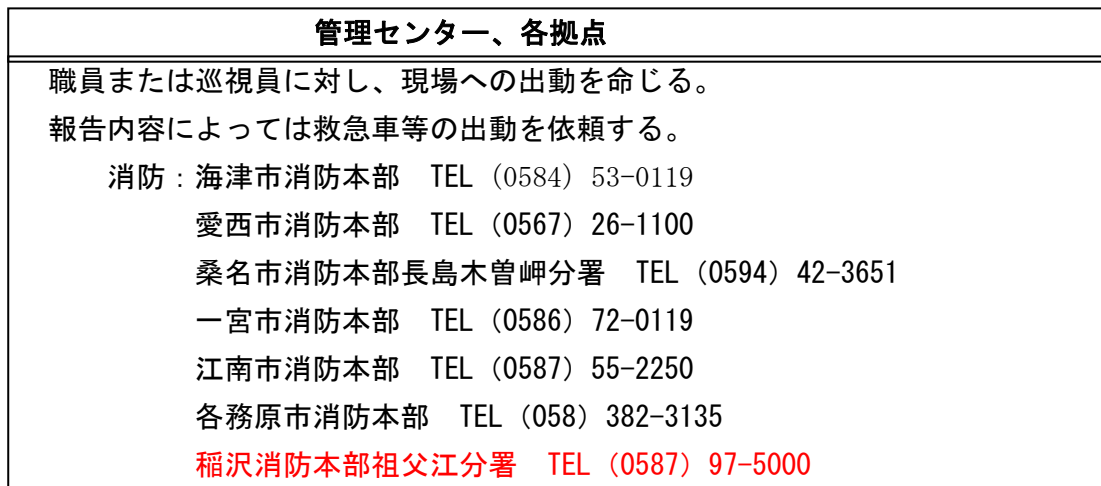 管理センター、各拠点
職員または巡視員に対し、現場への出動を命じる。
報告内容によっては救急車等の出動を依頼する。
消防：海津市消防本部　TEL（0584）53-0119
愛西市消防本部　TEL（0567）26-1100
桑名市消防本部長島木曽岬分署　TEL（0594）42-3651
一宮市消防本部　TEL（0586）72-0119
江南市消防本部　TEL（0587）55-2250
各務原市消防本部　TEL（058）382-3135
稲沢消防本部祖父江分署　TEL（0587）97-5000